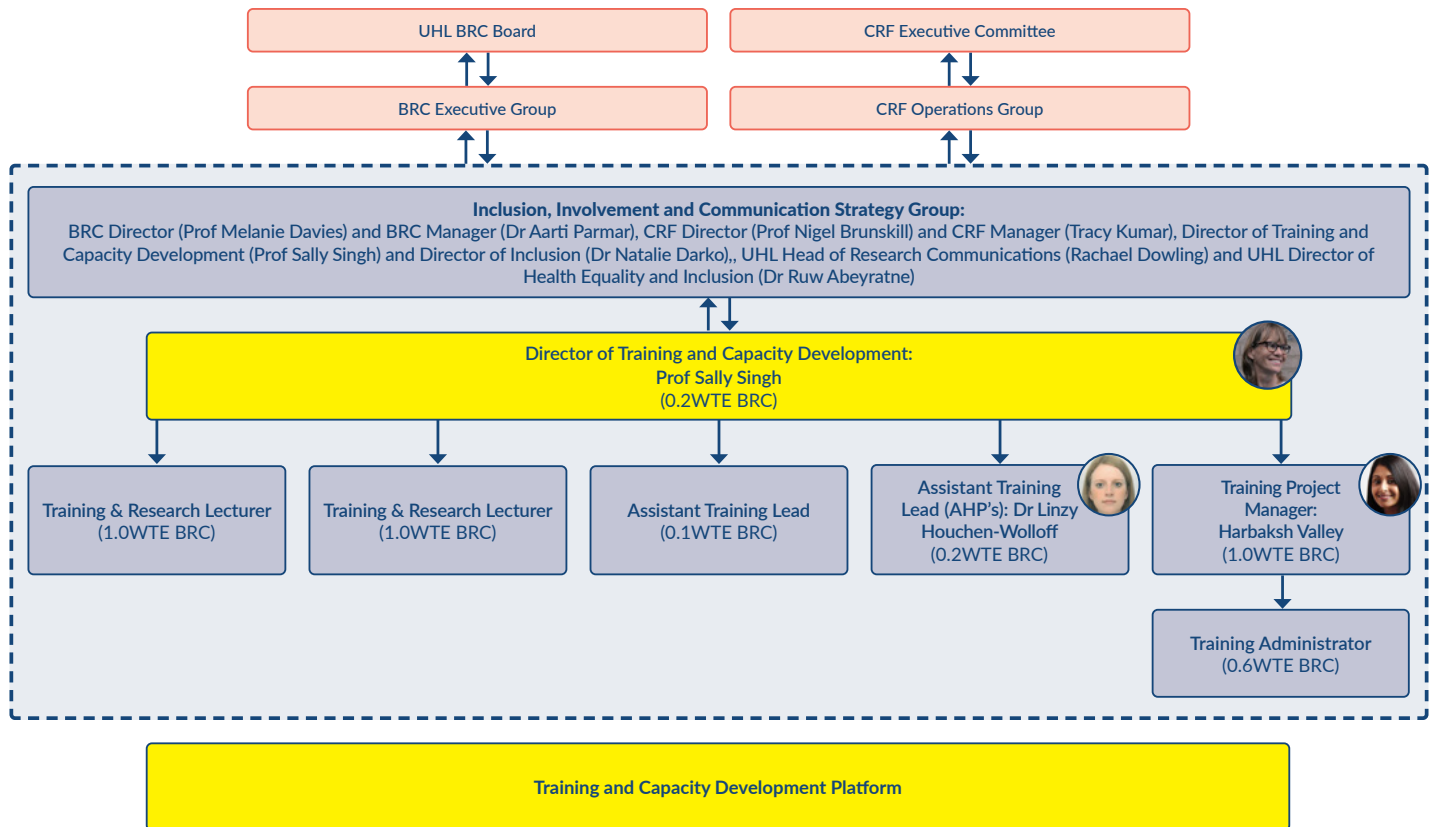 UHL BRC Board
CRF Executive Committee
BRC Executive Group
CRF Operations Group
Inclusion, Involvement and Communication Strategy Group:
BRC Director (Prof Melanie Davies) and BRC Manager (Dr Aarti Parmar), CRF Director (Prof Nigel Brunskill) and CRF Manager (Tracy Kumar), Director of Training and
Capacity Development (Prof Sally Singh) and Director of Inclusion (Dr Natalie Darko),, UHL Head of Research Communications (Rachael Dowling) and UHL Director of
Health Equality and Inclusion (Dr Ruw Abeyratne)
Director of Training and Capacity Development:
Prof Sally Singh
(0.2WTE BRC)
Training & Research Lecturer
(1.0WTE BRC)
Training & Research Lecturer
(1.0WTE BRC)
Assistant Training Lead
(0.1WTE BRC)
Assistant Training
Lead (AHP's): Dr Linzy
Houchen-Wolloff
(0.2WTE BRC)
Training Project
Manager:
Harbaksh Valley
(1.0WTE BRC)
Training Administrator
(0.6WTE BRC)
Training and Capacity Development Platform